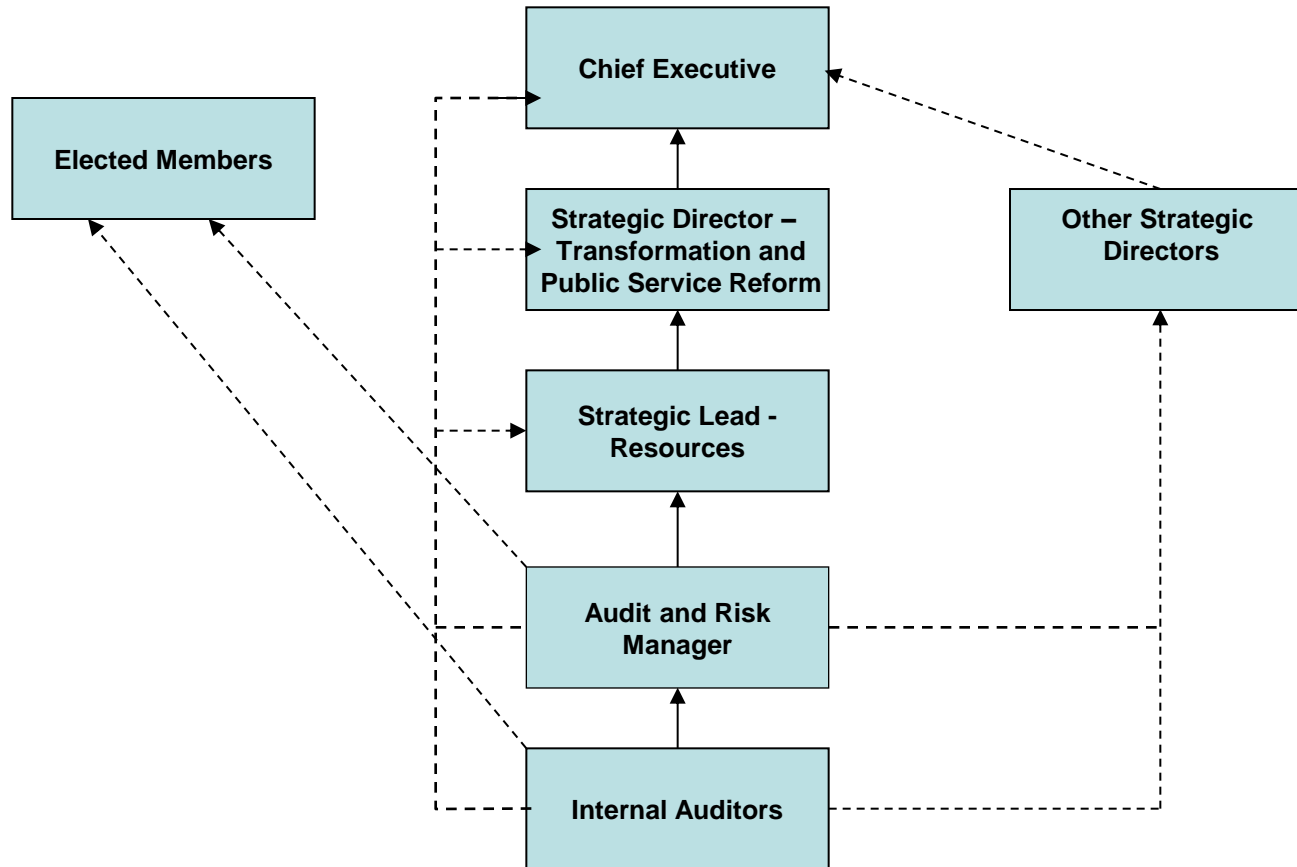 Chief Executive
Elected Members
Strategic Director –
Transformation and
Public Service Reform
Other Strategic
Directors
Strategic Lead -
Resources
Audit and Risk
Manager
Internal Auditors